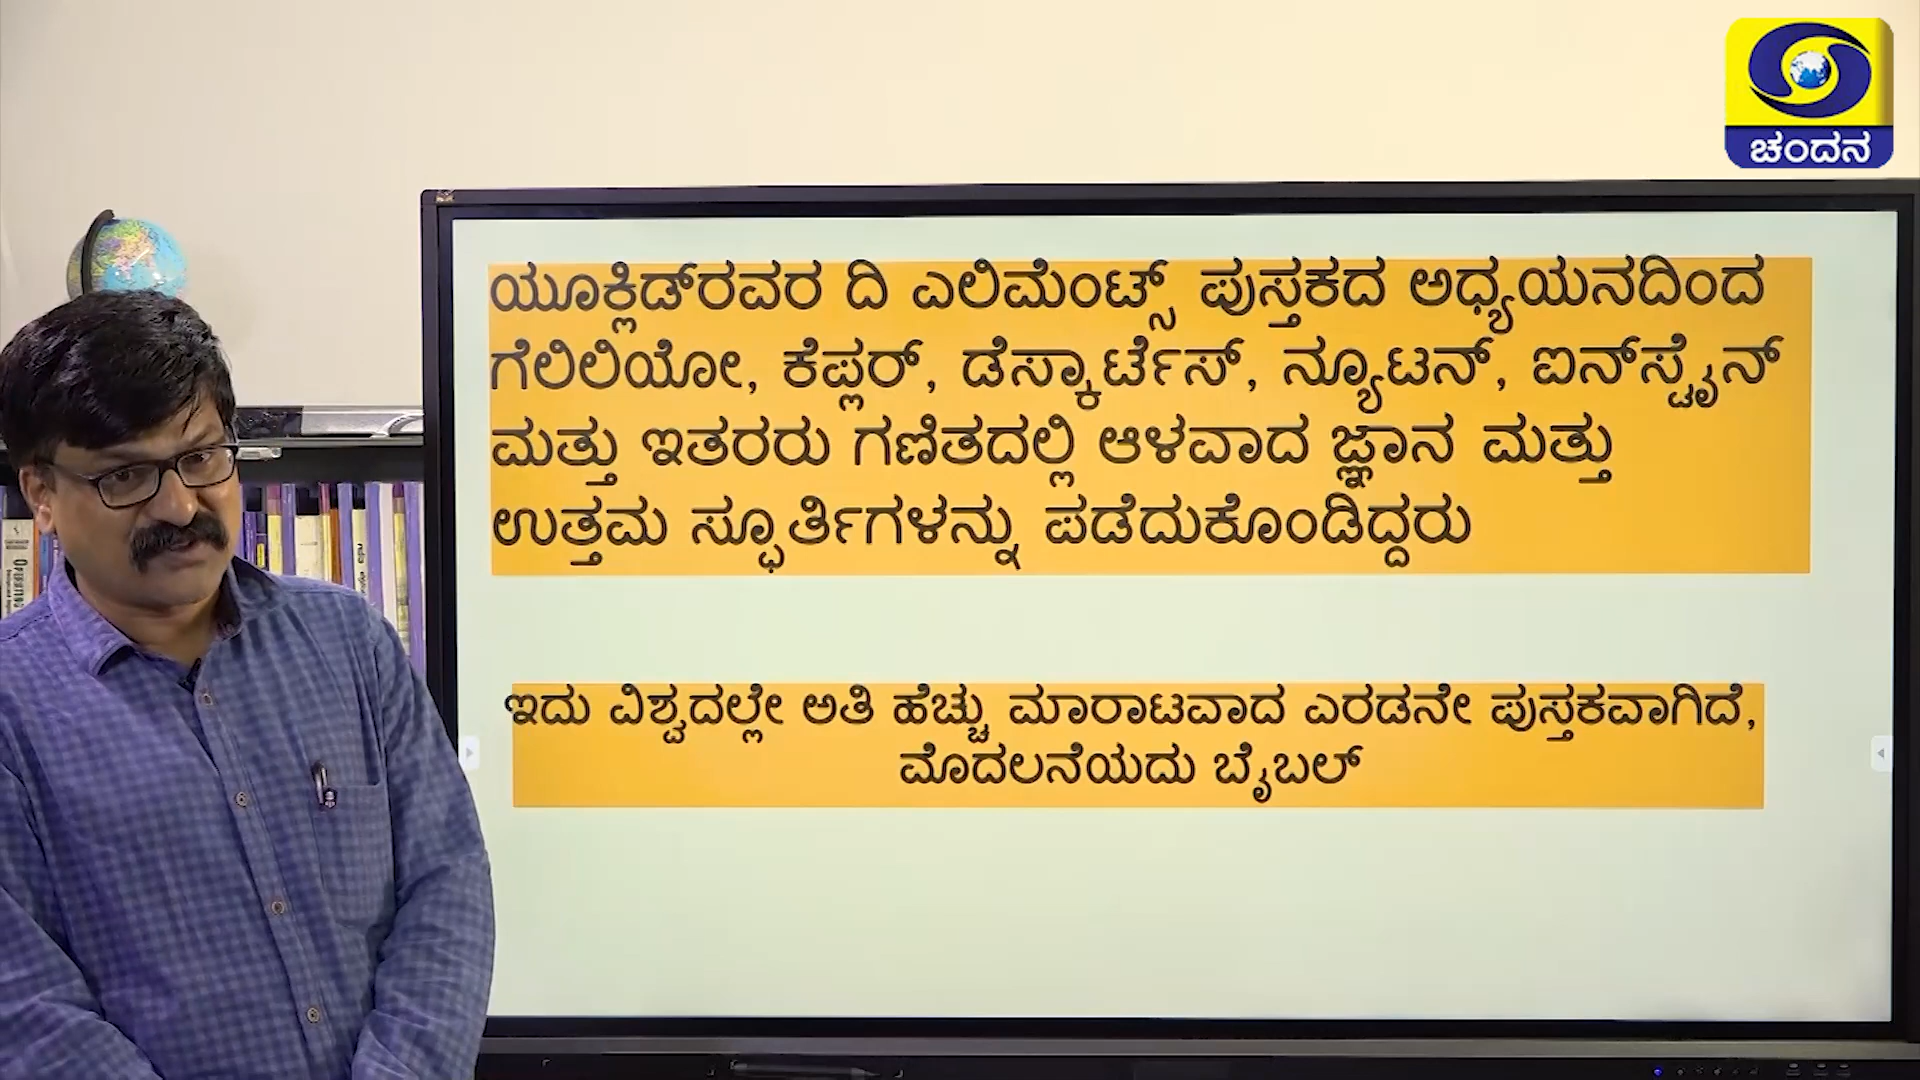 ಚಂದನ
ಯೂಕ್ಲಿಡ್‌ರವರ ದಿ ಎಲಿಮೆಂಟ್ಸ್ ಪುಸ್ತಕದ ಅಧ್ಯಯನದಿಂದ
ಗೆಲಿಲಿಯೋ, ಕೆಪ್ಲರ್, ಡೆಸ್ಕಾರ್ಟೆಸ್, ನ್ಯೂಟನ್, ಐನ್‌ಸ್ಟೈನ್
ಮತ್ತು ಇತರರು ಗಣಿತದಲ್ಲಿ ಆಳವಾದ ಜ್ಞಾನ ಮತ್ತು
ಉತ್ತಮ ಸ್ಫೂರ್ತಿಗಳನ್ನು ಪಡೆದುಕೊಂಡಿದ್ದರು
ಇದು ವಿಶ್ವದಲ್ಲೇ ಅತಿ ಹೆಚ್ಚು ಮಾರಾಟವಾದ ಎರಡನೇ ಪುಸ್ತಕವಾಗಿದೆ,
ಮೊದಲನೆಯದು ಬೈಬಲ್